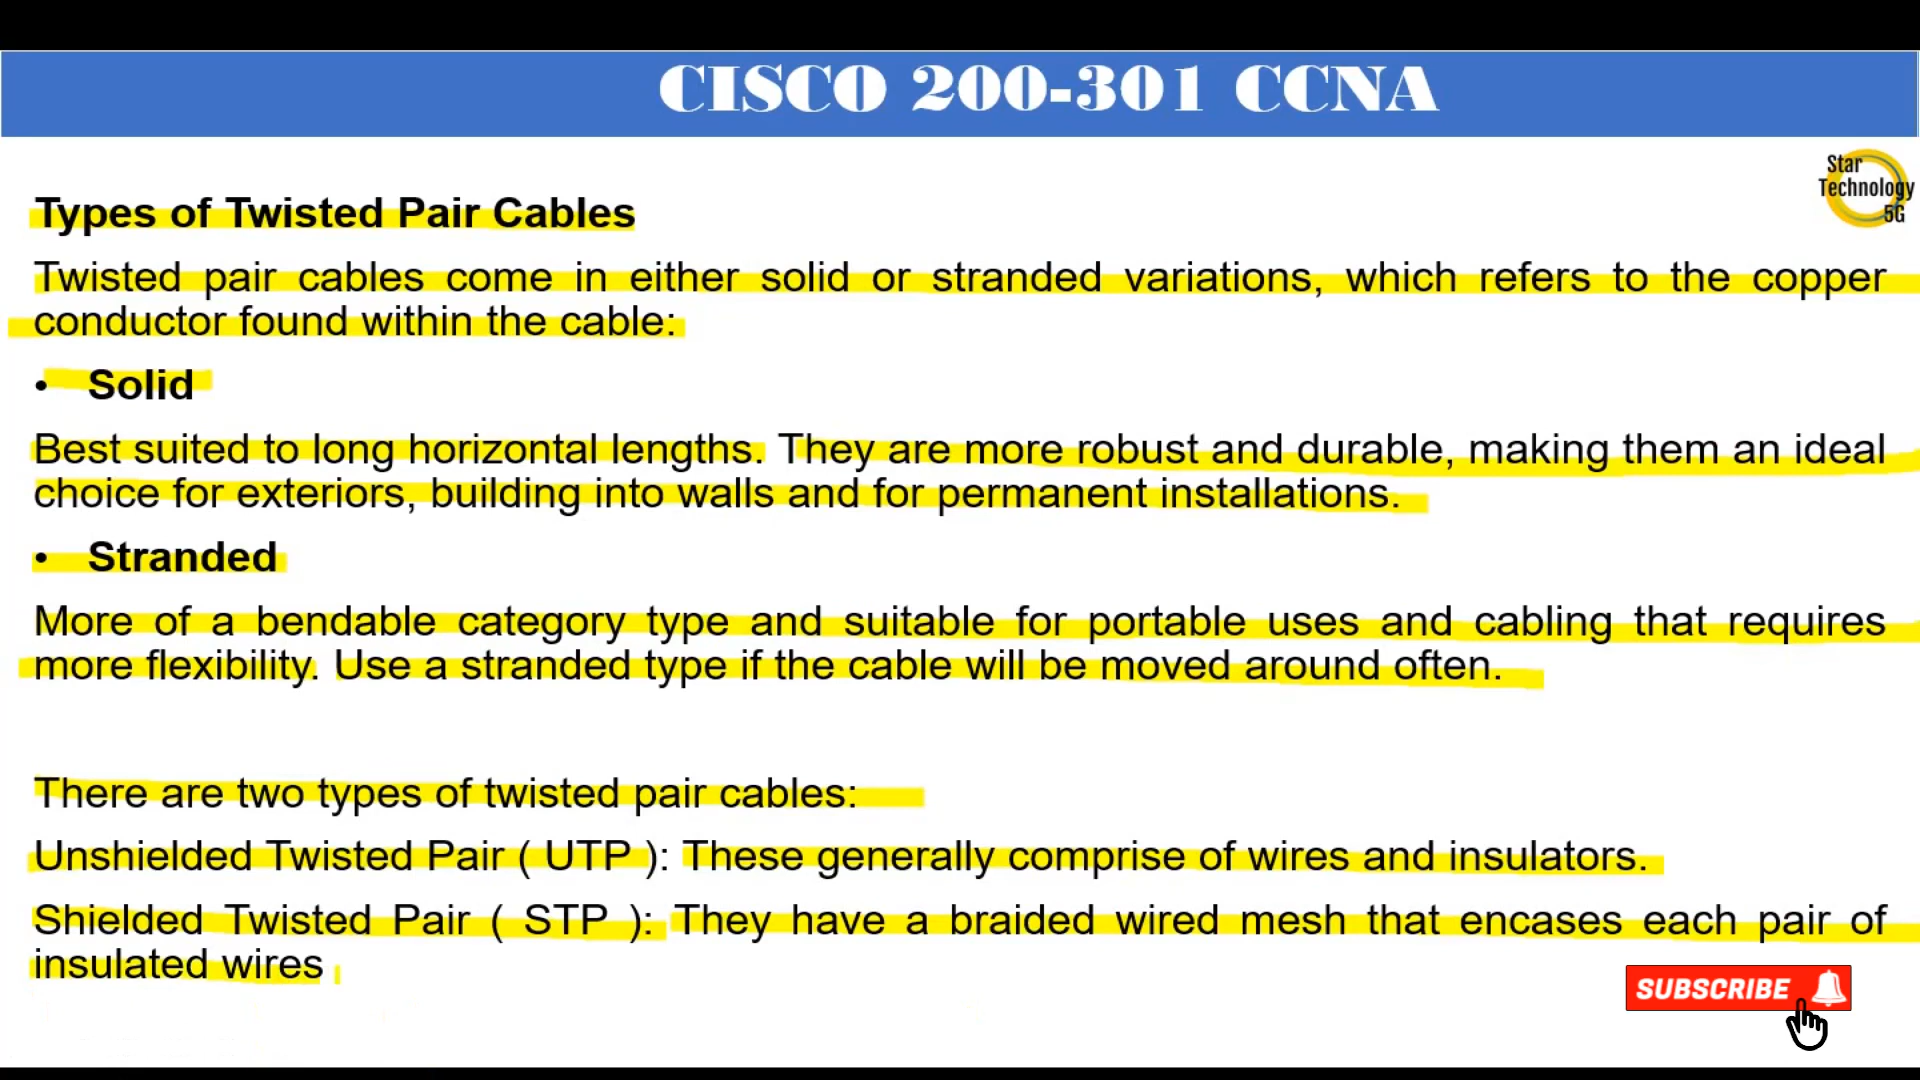 CISCO 200-301 CCNA
Star
Technology
5G
Types of Twisted Pair Cables
Twisted pair cables come in either solid or stranded variations, which refers to the copper
conductor found within the cable:
• Solid
Best suited to long horizontal lengths. They are more robust and durable, making them an ideal
choice for exteriors, building into walls and for permanent installations.
• Stranded
More of a bendable category type and suitable for portable uses and cabling that requires
more flexibility. Use a stranded type if the cable will be moved around often.
There are two types of twisted pair cables:
Unshielded Twisted Pair ( UTP ): These generally comprise of wires and insulators.
Shielded Twisted Pair ( STP ): They have a braided wired mesh that encases each pair of
insulated wires
SUBSCRIBE